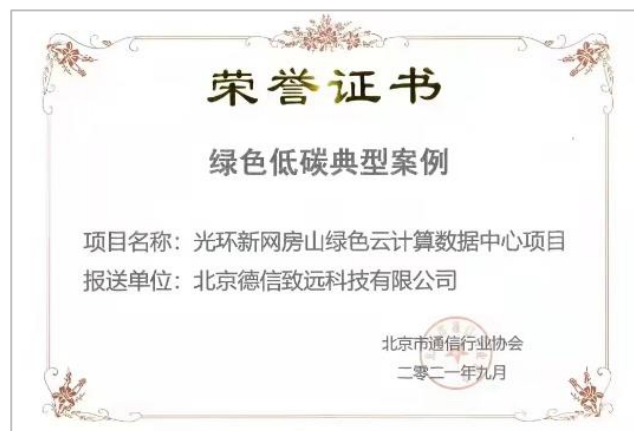 荣誉证书
绿色低碳典型案例
项目名称：光环新网房山绿色云计算数据中心项目
报送单位：北京德信致远科技有限公司
北京市通信行业协会
二零二一年九月